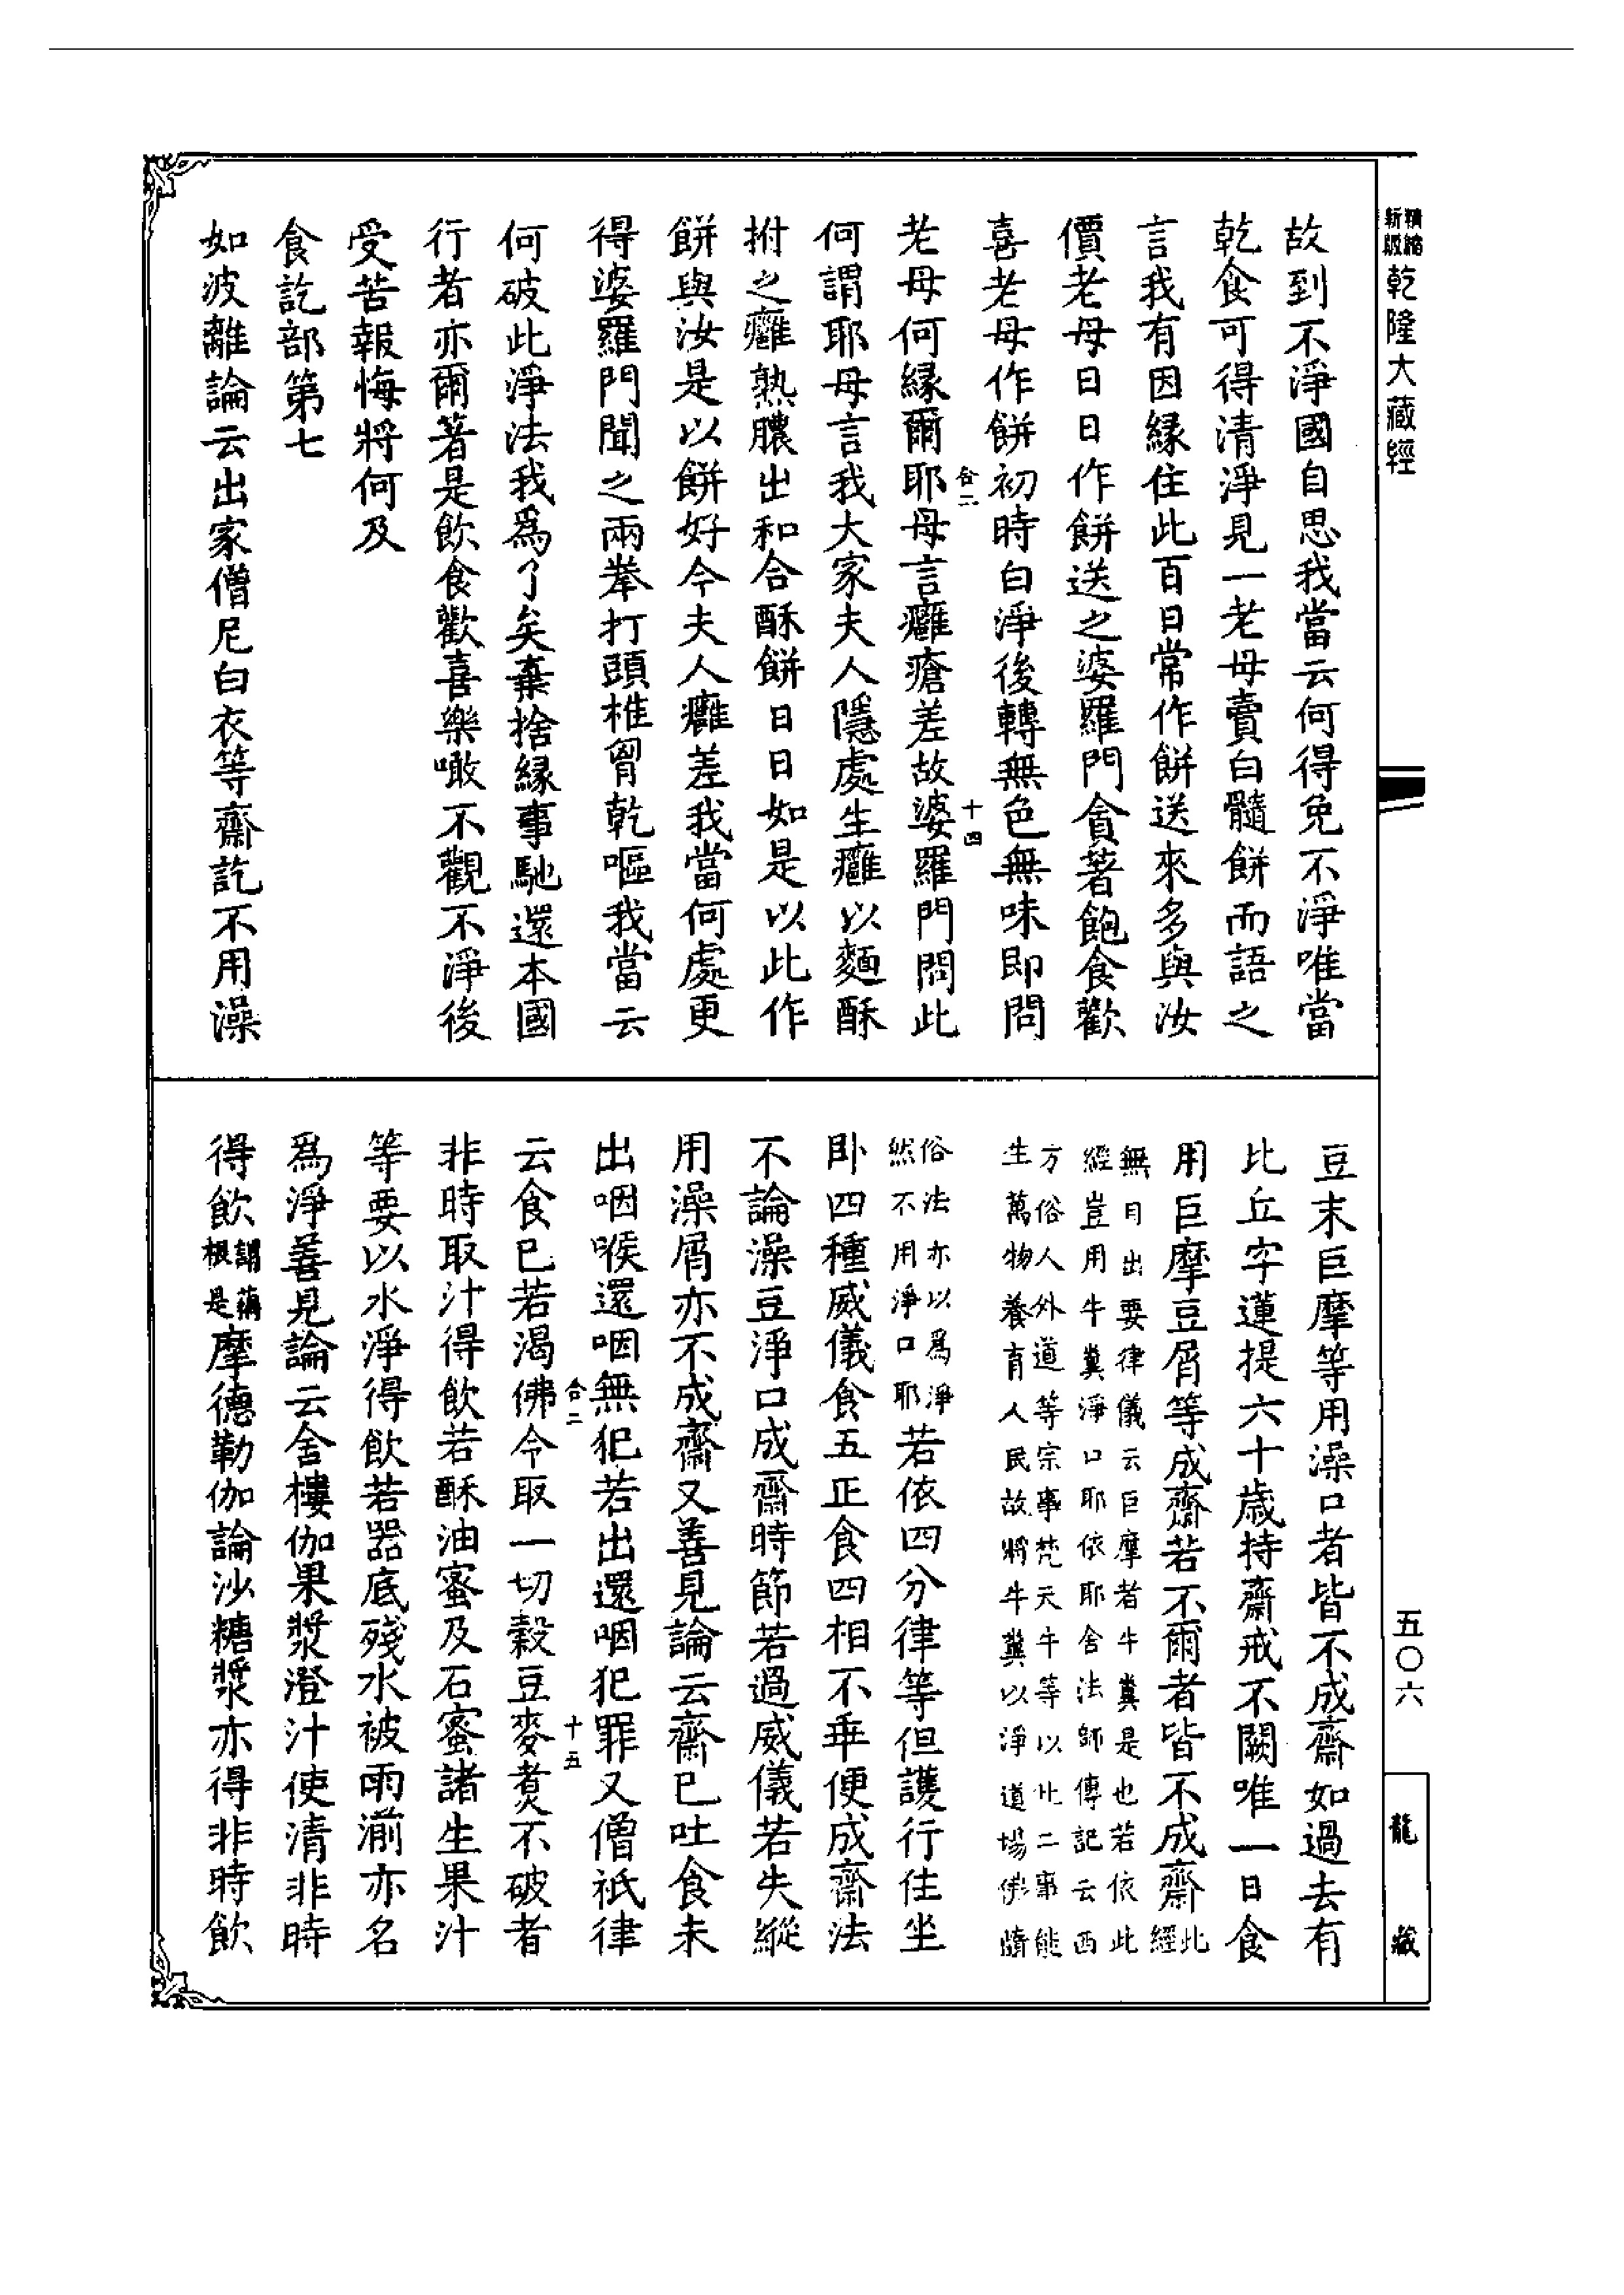 精縮
新版
乾隆大藏經
故到不淨國自思我當云何得免不淨唯當
乾食可得清淨見一老母賣白髓餅而語之
言我有因緣住此百日常作餅送來多與汝
價老母日日作餅送之婆羅門貪著飽食歡
喜老母作餅初時白淨後轉無色無味即問
合二
十四
老母何緣爾耶母言癰瘡差故婆羅門問此
何謂耶母言我大家夫人隱處生癰以麵酥
拊之癰熟膿出和合酥餅日日如是以此作
餅與汝是以餅好今夫人癰差我當何處更
得婆羅門聞之兩拳打頭椎胷乾嘔我當云
何破此淨法我為了矣棄捨緣事馳還本國
行者亦爾著是飲食歡喜樂噉不觀不淨後
受苦報悔將何及
食訖部第七
如波離論云出家僧尼白衣等齋訖不用澡
豆末巨摩等用澡口者皆不成齋如過去有
比丘字蓮提六十歲持齋戒不闕唯一日食
用巨摩豆屑等成齋若不爾者皆不成齋此
經
無目出要律儀云巨摩者牛糞是也若依此
經豈用牛糞淨口耶依耶舍法師傳記云西
方俗人外道等宗事梵天牛等以此二事能
生萬物養育人民故將牛糞以淨道場佛隨
俗法亦以為淨
然不用淨口耶
若依四分律等但護行住坐
臥四種威儀食五正食四相不乖便成齋法
不論澡豆淨口成齋時節若過威儀若失縱
用澡屑亦不成齋又善見論云齋已吐食未
出咽喉還咽無犯若出還咽犯罪又僧祇律
合二
十五
云食已若渴佛令取一切穀豆麥煮不破者
非時取汁得飲若酥油蜜及石蜜諸生果汁
等要以水淨得飲若器底殘水被雨湔亦名
為淨善見論云舍樓伽果漿澄汁使清非時
得飲謂藕
根是
摩德勒伽論沙糖漿亦得非時飲
五〇六
龍藏